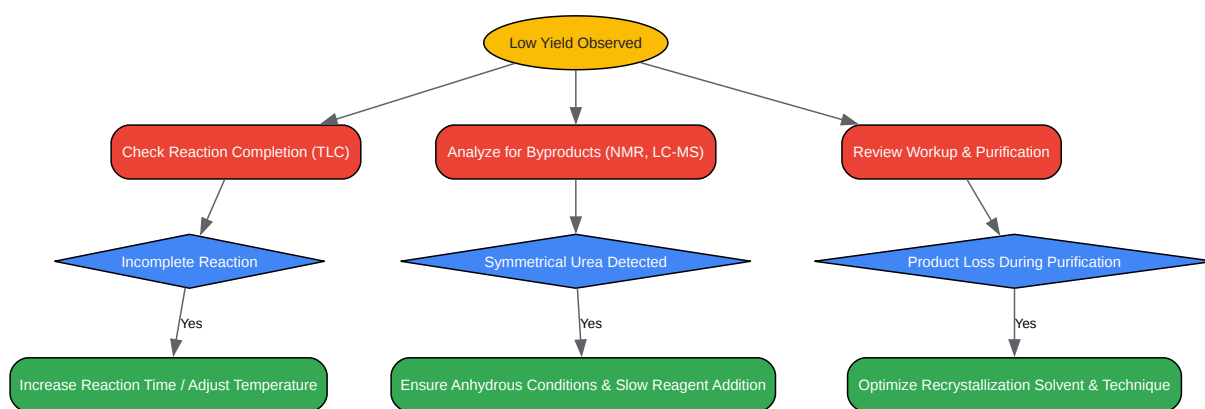 Low Yield Observed
Check Reaction Completion (TLC)
Analyze for Byproducts (NMR, LC-MS)
Review Workup & Purification
Incomplete Reaction
Symmetrical Urea Detected
Product Loss During Purification
Yes
Yes
Yes
Increase Reaction Time / Adjust Temperature
Ensure Anhydrous Conditions & Slow Reagent Addition
Optimize Recrystallization Solvent & Technique